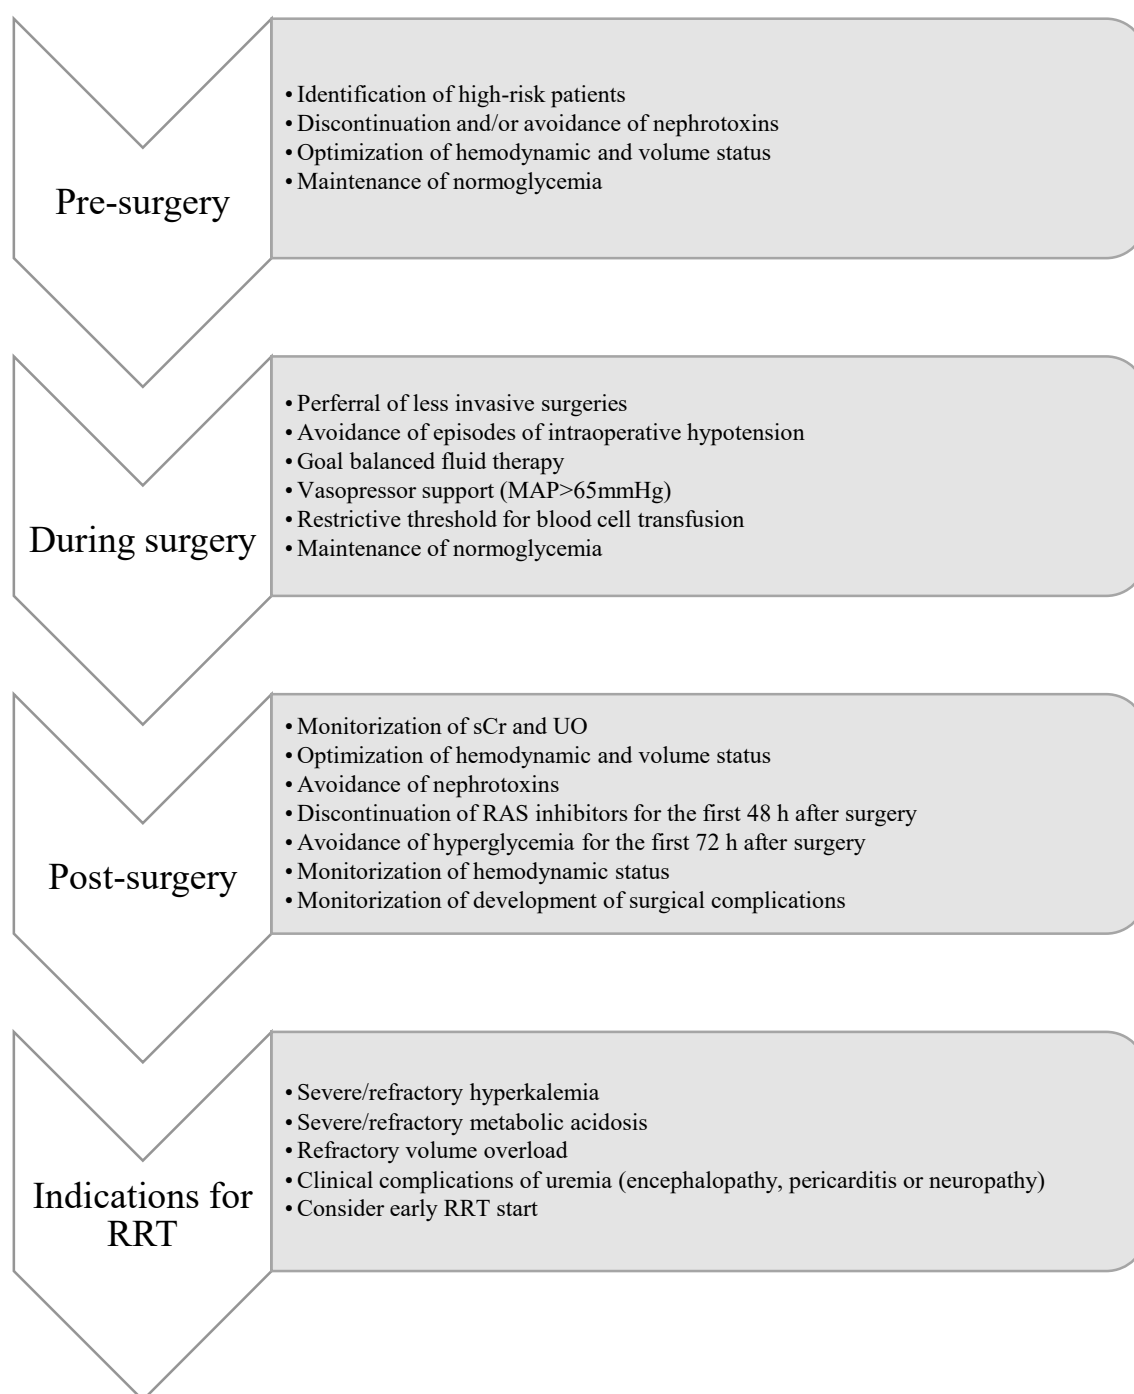 Pre-surgery
• Identification of high-risk patients
• Discontinuation and/or avoidance of nephrotoxins
• Optimization of hemodynamic and volume status
• Maintenance of normoglycemia
During surgery
• Perferral of less invasive surgeries
• Avoidance of episodes of intraoperative hypotension
• Goal balanced fluid therapy
• Vasopressor support (MAP>65mmHg)
• Restrictive threshold for blood cell transfusion
• Maintenance of normoglycemia
Post-surgery
• Monitorization of sCr and UO
• Optimization of hemodynamic and volume status
• Avoidance of nephrotoxins
• Discontinuation of RAS inhibitors for the first 48 h after surgery
• Avoidance of hyperglycemia for the first 72 h after surgery
• Monitorization of hemodynamic status
• Monitorization of development of surgical complications
Indications for
RRT
• Severe/refractory hyperkalemia
• Severe/refractory metabolic acidosis
• Refractory volume overload
• Clinical complications of uremia (encephalopathy, pericarditis or neuropathy)
• Consider early RRT start